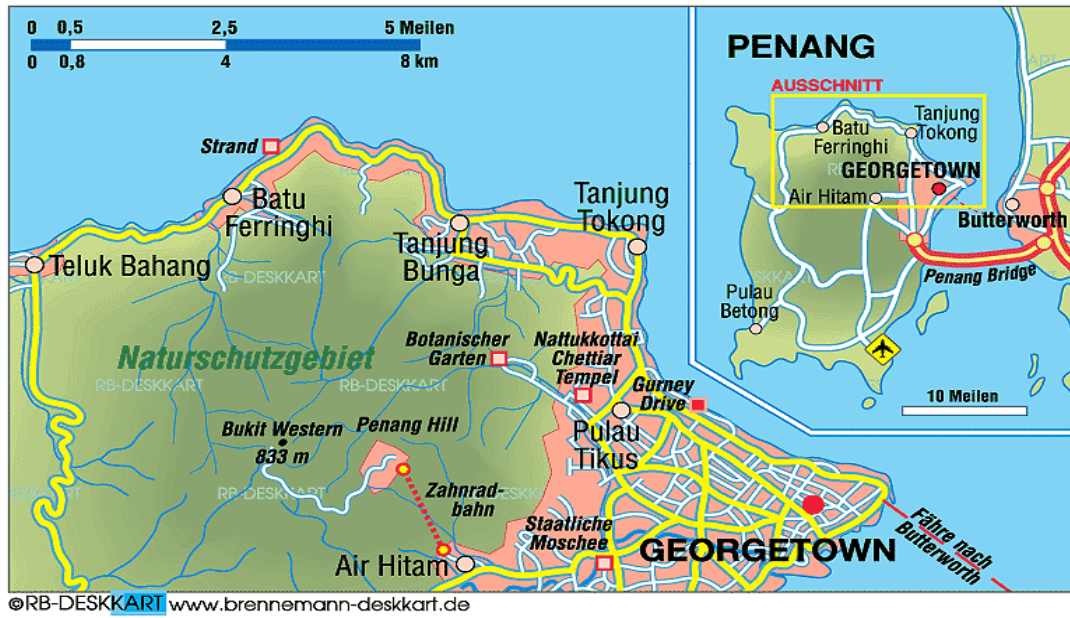 0 0,5 2,5 5 Meilen
0 0,8 4 8 km
PENANG
AUSSCHNITT
Batu
Ferringhi
Tanjung
Tokong
GEORGETOWN
Air Hitam
Butterworth
Penang Bridge
Pulau
Betong
10 Meilen
Strand
Batu
Ferringhi
Teluk Bahang
Tanjung
Bunga
Tanjung
Tokong
RB-DESKKART
Naturschutzgebiet
Botanischer
Garten
Nattukkottai
Chettiar
Tempel
Gurney
Drive
RB-DESKKART
RB-DESKKART
Pulau
Tikus
Bukit Western
833 m
Penang Hill
RB-DESKKART
Zahnrad-
bahn
Staatliche
Moschee
Air Hitam
GEORGETOWN
Fähre nach
Butterworth
©RB-DESKKART www.brennemann-deskkart.de